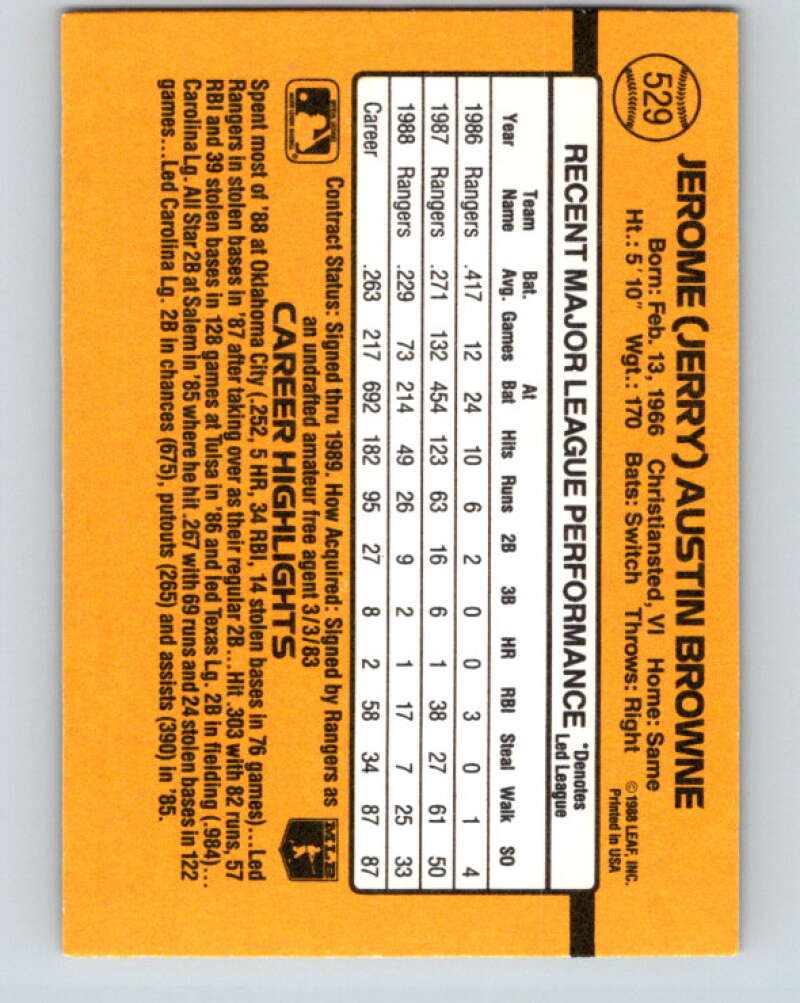 529
JEROME (JERRY) AUSTIN BROWNE
Born: Feb. 13, 1966 Christiansted, VI Home: Same
Ht.: 5' 10" Wgt.: 170 Bats: Switch Throws: Right
©1988 LEAF, INC.
Printed in USA
RECENT MAJOR LEAGUE PERFORMANCE *Denotes Led League
Year Team Name Bat. Avg. Games At Bat Hits Runs 2B 3B HR RBI Steal Walk SO
1986 Rangers .417 12 24 10 6 2 0 0 3 0 1 4
1987 Rangers .271 132 454 123 63 16 6 1 38 27 61 50
1988 Rangers .229 73 214 49 26 9 2 1 17 7 25 33
Career .263 217 692 182 95 27 8 2 58 34 87 87
Contract Status: Signed thru 1989. How Acquired: Signed by Rangers as
an undrafted amateur free agent 3/3/83
MLB
CAREER HIGHLIGHTS
Spent most of '88 at Oklahoma City (.252, 5 HR, 34 RBI, 14 stolen bases in 76 games)...Led
Rangers in stolen bases in '87 after taking over as their regular 2B...Hit .303 with 82 runs, 57
RBI and 39 stolen bases in 128 games at Tulsa in '86 and led Texas Lg. 2B in fielding (.984)...
Carolina Lg. All Star 2B at Salem in '85 where he hit .267 with 69 runs and 24 stolen bases in 122
games...Led Carolina Lg. 2B in chances (675), putouts (265) and assists (390) in '85.